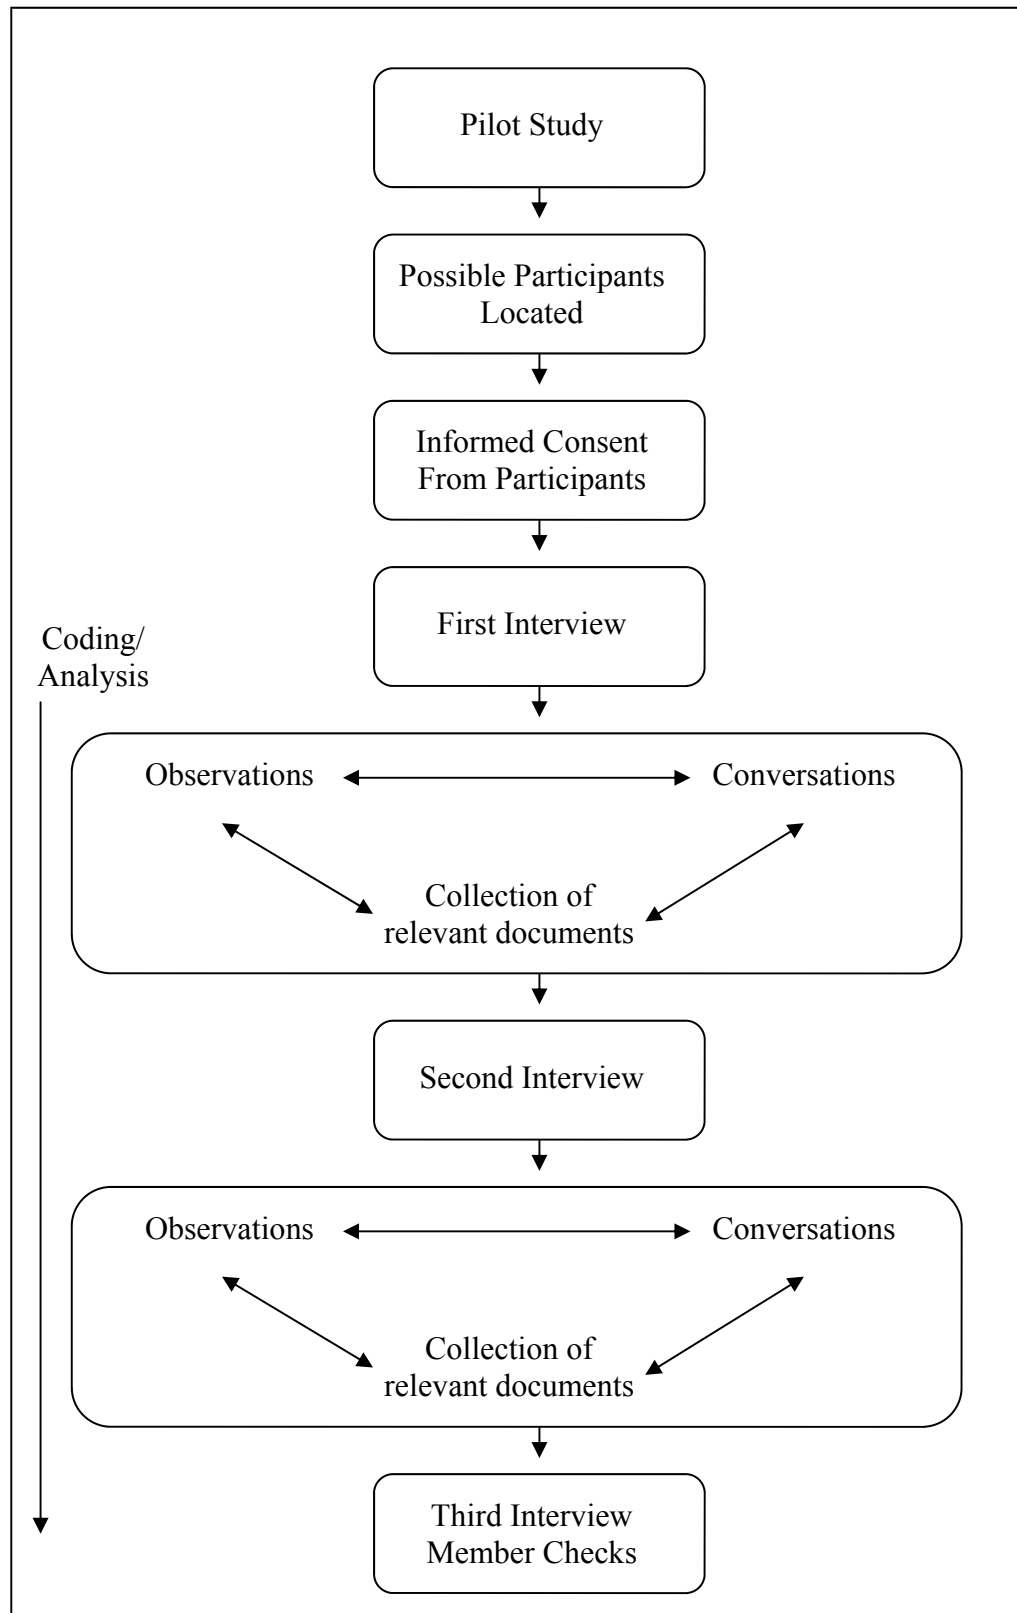 Pilot Study
Possible Participants
Located
Informed Consent
From Participants
First Interview
Coding/
Analysis
Observations
Conversations
Collection of
relevant documents
Second Interview
Observations
Conversations
Collection of
relevant documents
Third Interview
Member Checks